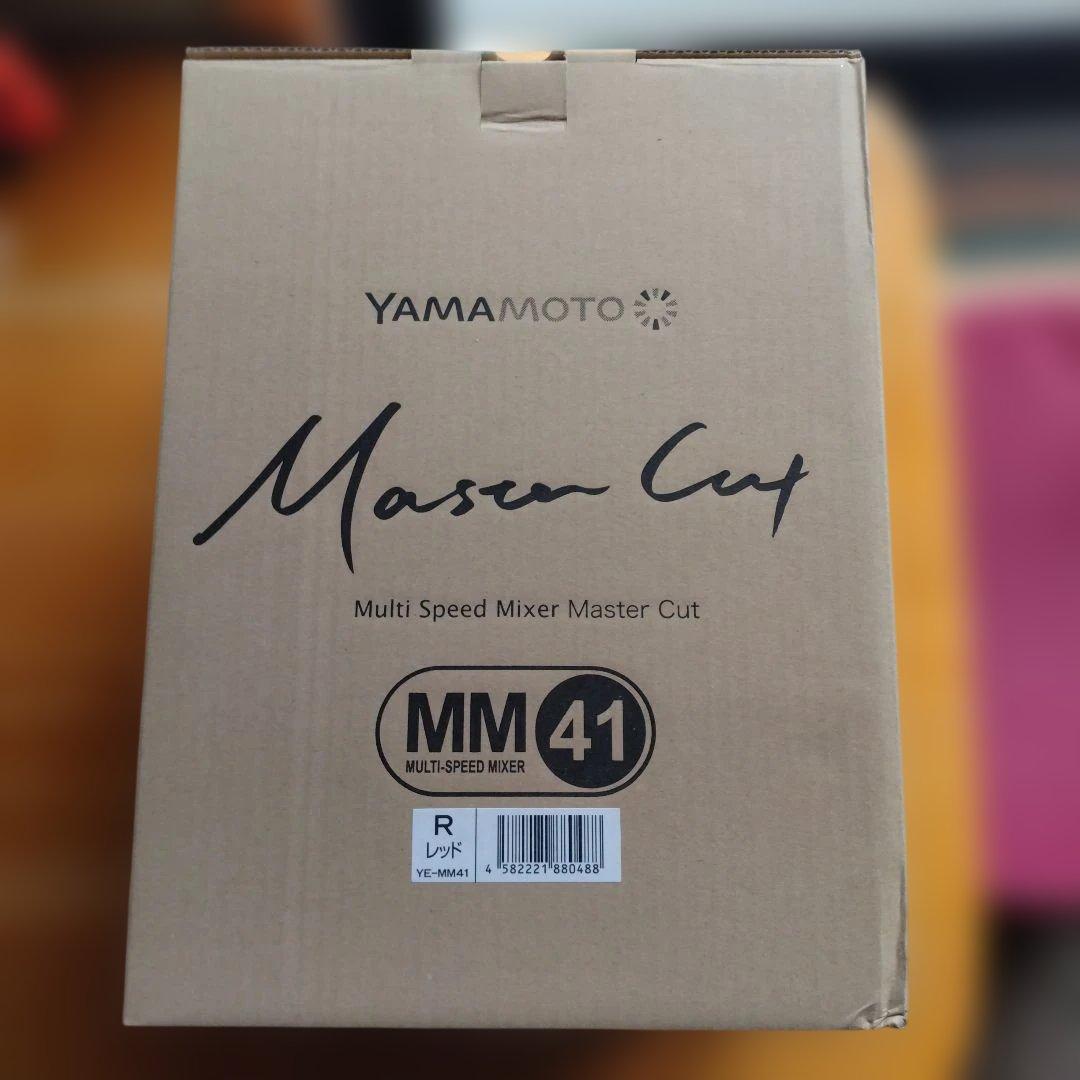 YAMAMOTO
Master Cut
Multi Speed Mixer Master Cut
MM 41
MULTI-SPEED MIXER
R
レッド
YE-MM41
4 582221 880488